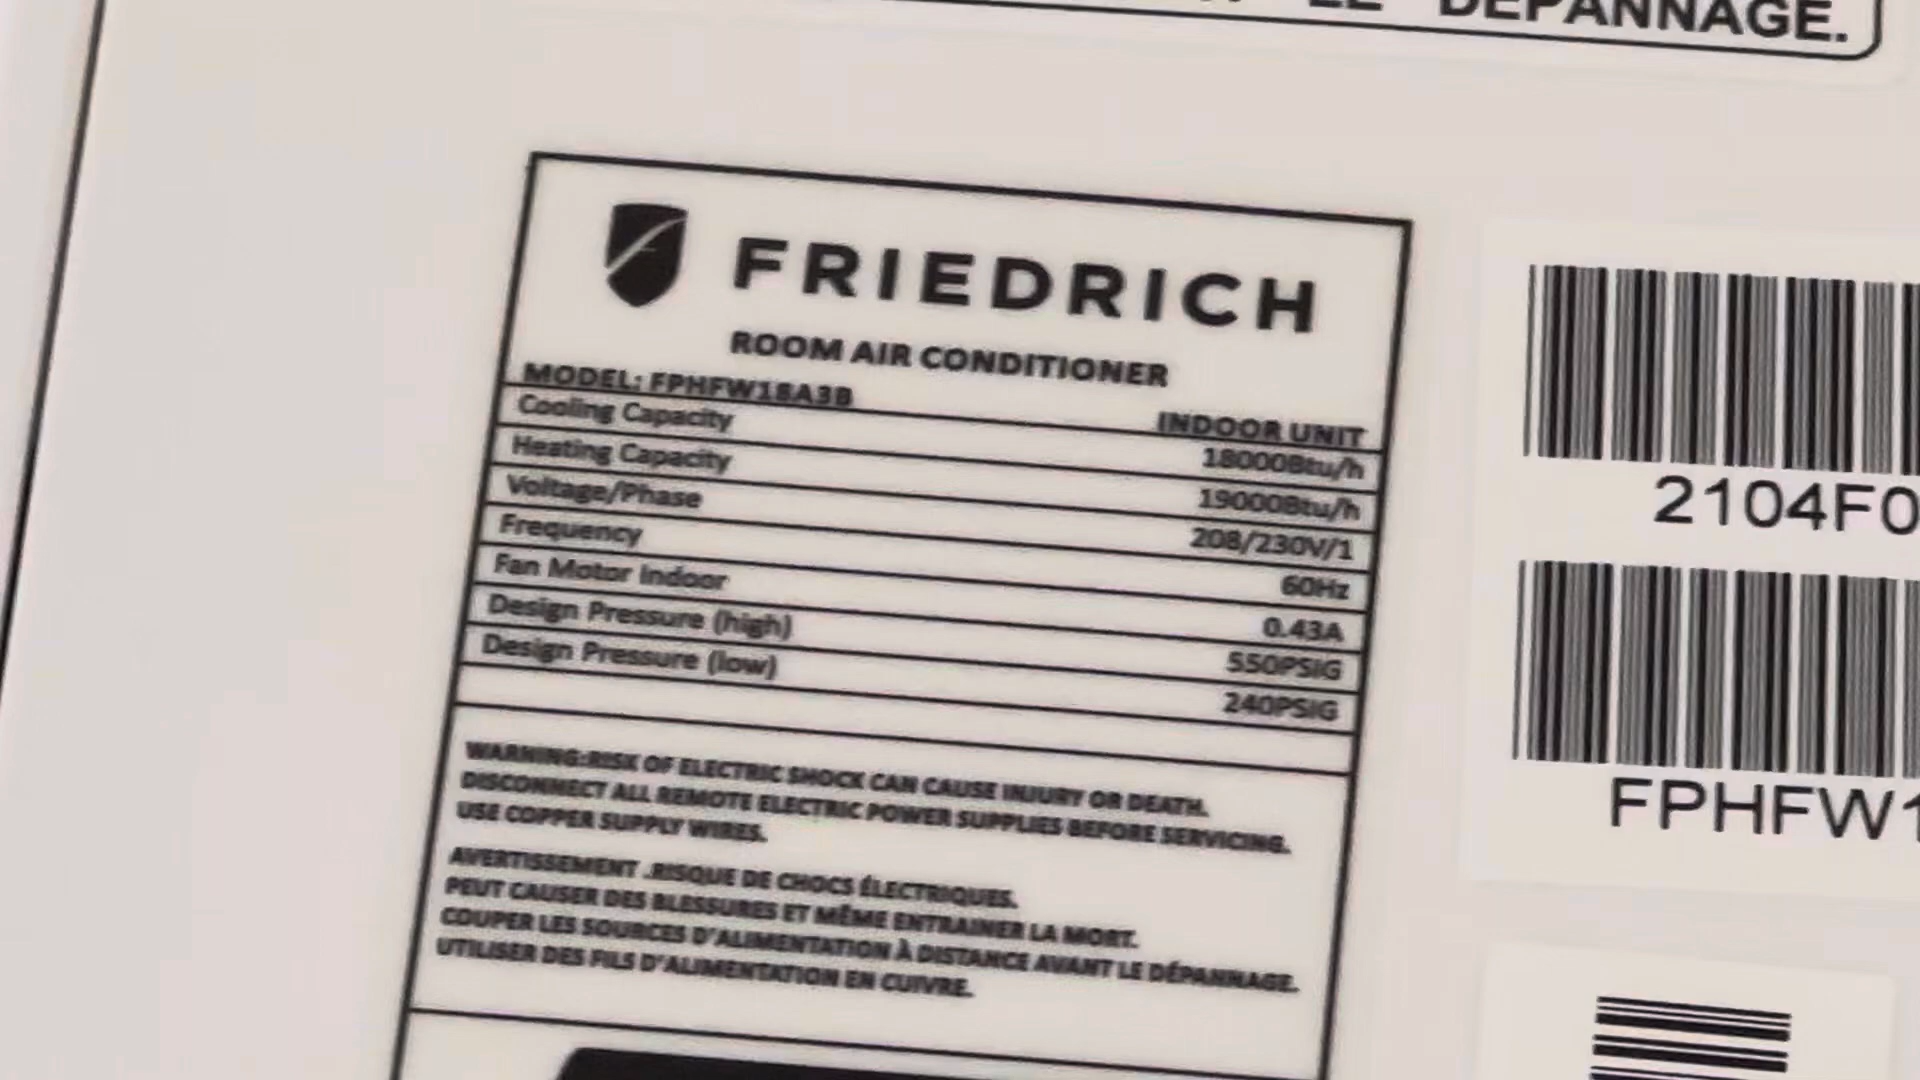 LE DÉPANNAGE.
FRIEDRICH
ROOM AIR CONDITIONER
MODEL: FPHFW18A3B INDOOR UNIT
Cooling Capacity 18000Btu/h
Heating Capacity 19000Btu/h
Voltage/Phase 208/230V/1
Frequency 60Hz
Fan Motor Indoor 0.43A
Design Pressure (high) 550PSIG
Design Pressure (low) 240PSIG
WARNING:RISK OF ELECTRIC SHOCK CAN CAUSE INJURY OR DEATH.
DISCONNECT ALL REMOTE ELECTRIC POWER SUPPLIES BEFORE SERVICING.
USE COPPER SUPPLY WIRES.
AVERTISSEMENT .RISQUE DE CHOCS ÉLECTRIQUES.
PEUT CAUSER DES BLESSURES ET MÊME ENTRAINER LA MORT.
COUPER LES SOURCES D'ALIMENTATION À DISTANCE AVANT LE DÉPANNAGE.
UTILISER DES FILS D'ALIMENTATION EN CUIVRE.
2104F0
FPHFW1